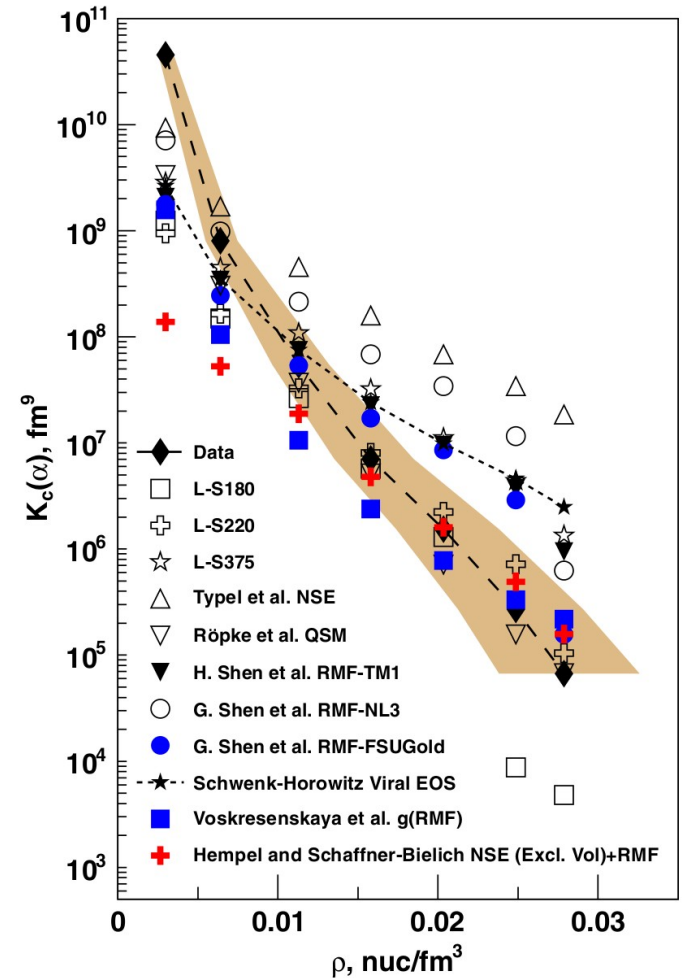 10^11
10^10
10^9
10^8
10^7
10^6
10^5
10^4
10^3
K_c(α), fm^9
Data
L-S180
L-S220
L-S375
Typel et al. NSE
Röpke et al. QSM
H. Shen et al. RMF-TM1
G. Shen et al. RMF-NL3
G. Shen et al. RMF-FSUGold
Schwenk-Horowitz Viral EOS
Voskresenskaya et al. g(RMF)
Hempel and Schaffner-Bielich NSE (Excl. Vol)+RMF
0 0.01 0.02 0.03
ρ, nuc/fm^3